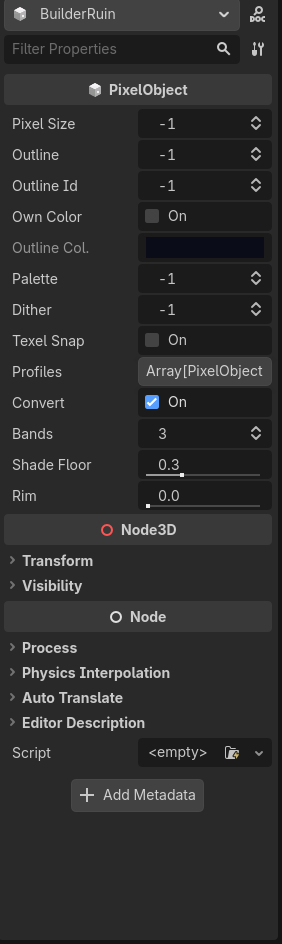 BuilderRuin
DOC
Filter Properties
PixelObject
Pixel Size -1
Outline -1
Outline Id -1
Own Color On
Outline Col.
Palette -1
Dither -1
Texel Snap On
Profiles Array[PixelObject
Convert On
Bands 3
Shade Floor 0.3
Rim 0.0
Node3D
Transform
Visibility
Node
Process
Physics Interpolation
Auto Translate
Editor Description
Script <empty>
Add Metadata